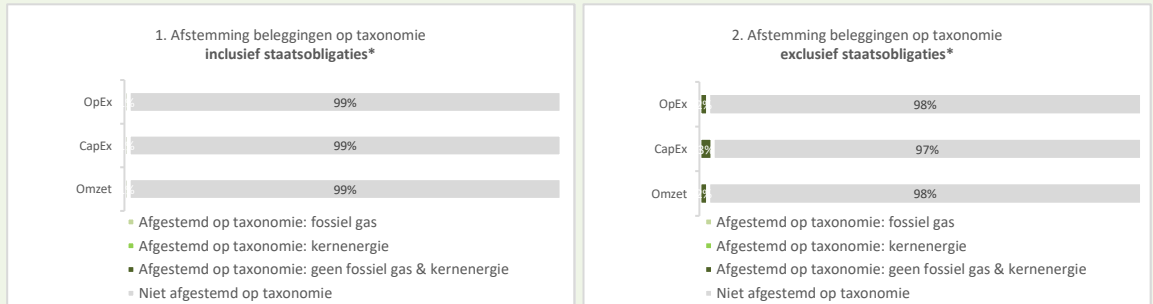 1. Afstemming beleggingen op taxonomie
inclusief staatsobligaties*
OpEx
99%
CapEx
99%
Omzet
99%
Afgestemd op taxonomie: fossiel gas
Afgestemd op taxonomie: kernenergie
Afgestemd op taxonomie: geen fossiel gas & kernenergie
Niet afgestemd op taxonomie
2. Afstemming beleggingen op taxonomie
exclusief staatsobligaties*
OpEx
98%
CapEx
3% 97%
Omzet
98%
Afgestemd op taxonomie: fossiel gas
Afgestemd op taxonomie: kernenergie
Afgestemd op taxonomie: geen fossiel gas & kernenergie
Niet afgestemd op taxonomie